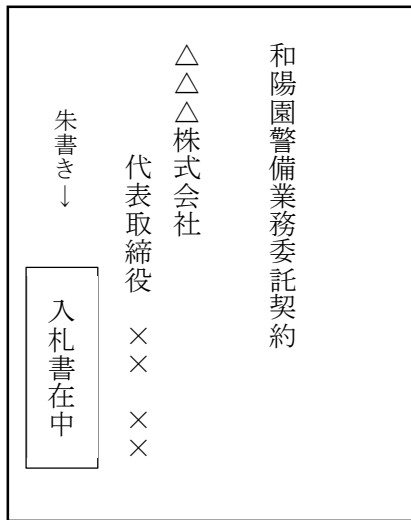 和陽園警備業務委託契約
△△△株式会社
代表取締役　××　××
朱書き→
入札書在中